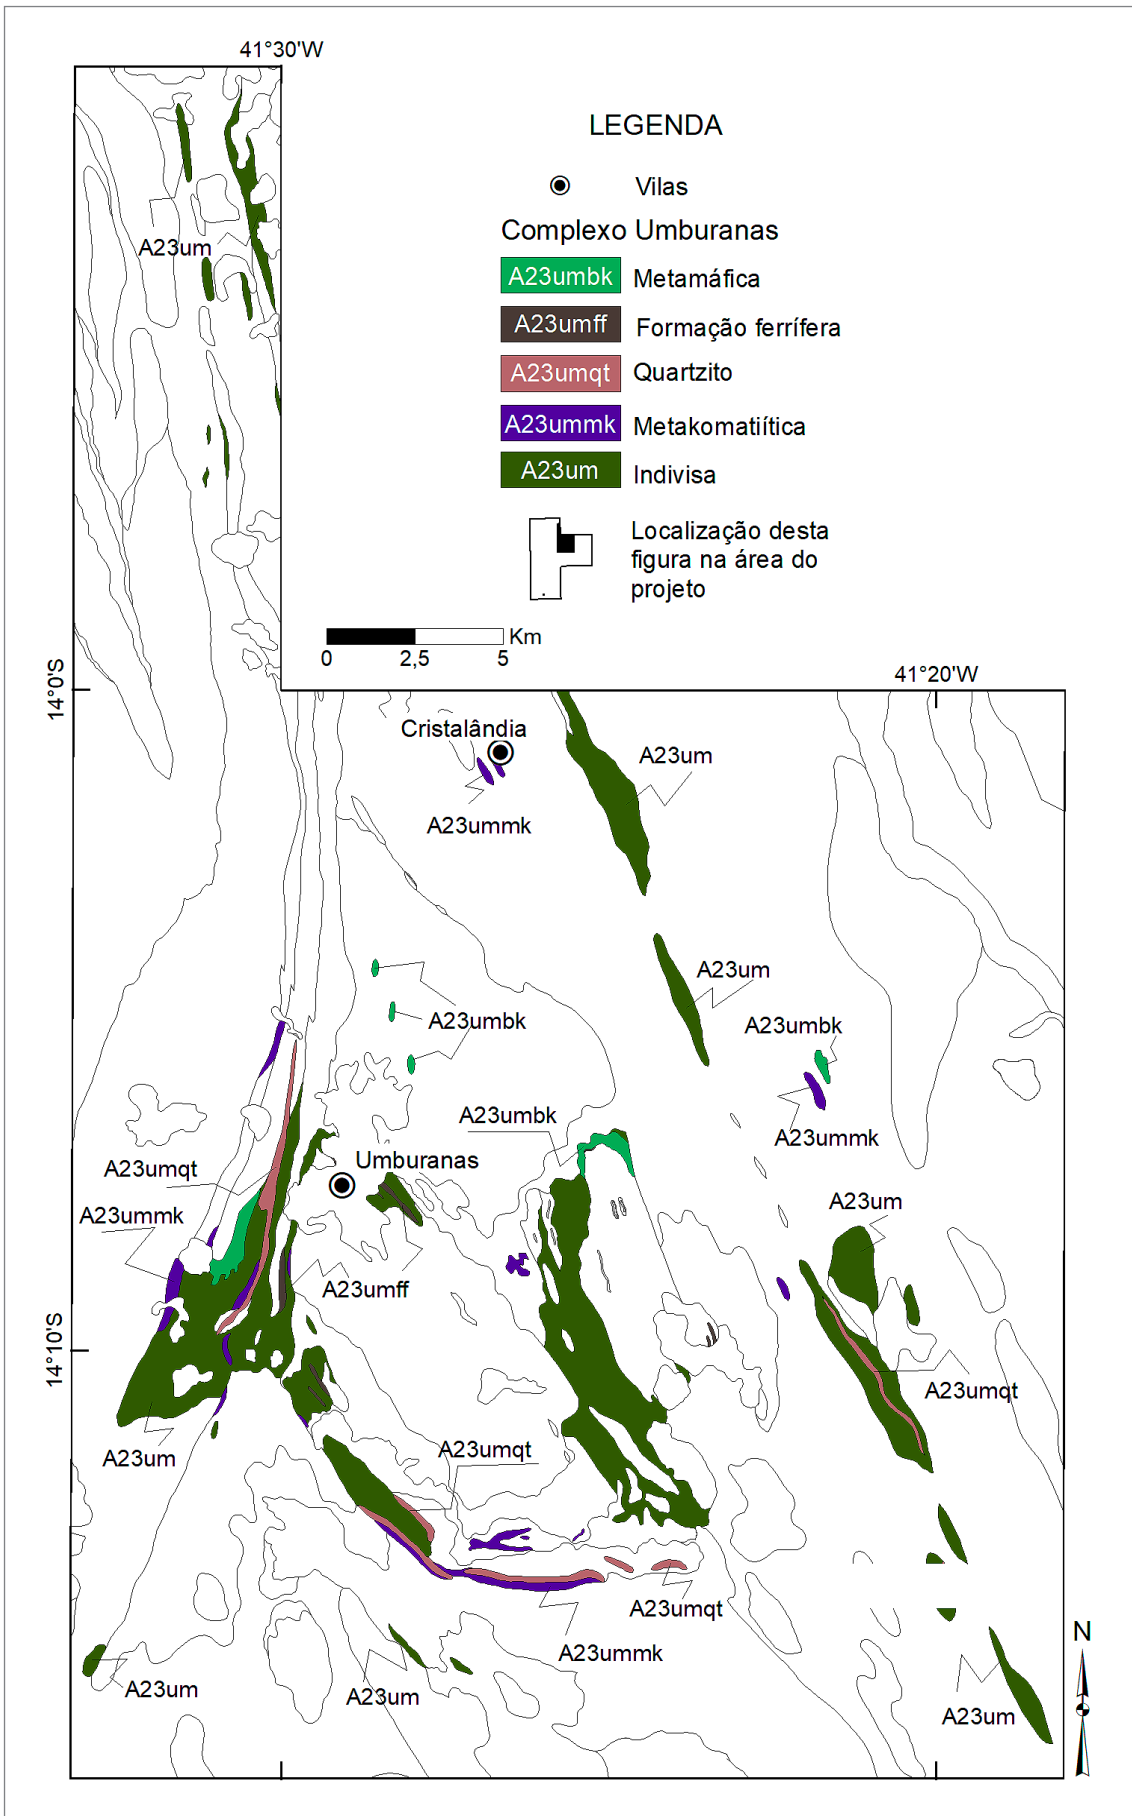 41°30'W
LEGENDA
Vilas
Complexo Umburanas
A23umbk Metamáfica
A23umff Formação ferrífera
A23umqt Quartzito
A23ummk Metakomatiítica
A23um Indivisa
Localização desta
figura na área do
projeto
Km
0 2,5 5
A23um
14°0'S
41°20'W
Cristalândia
A23um
A23ummk
A23um
A23umbk
A23umbk
A23umbk
A23ummk
A23umqt
Umburanas
A23um
A23ummk
A23umff
14°10'S
A23umqt
A23um
A23umqt
A23umqt
A23ummk
A23um
A23um
A23um
N